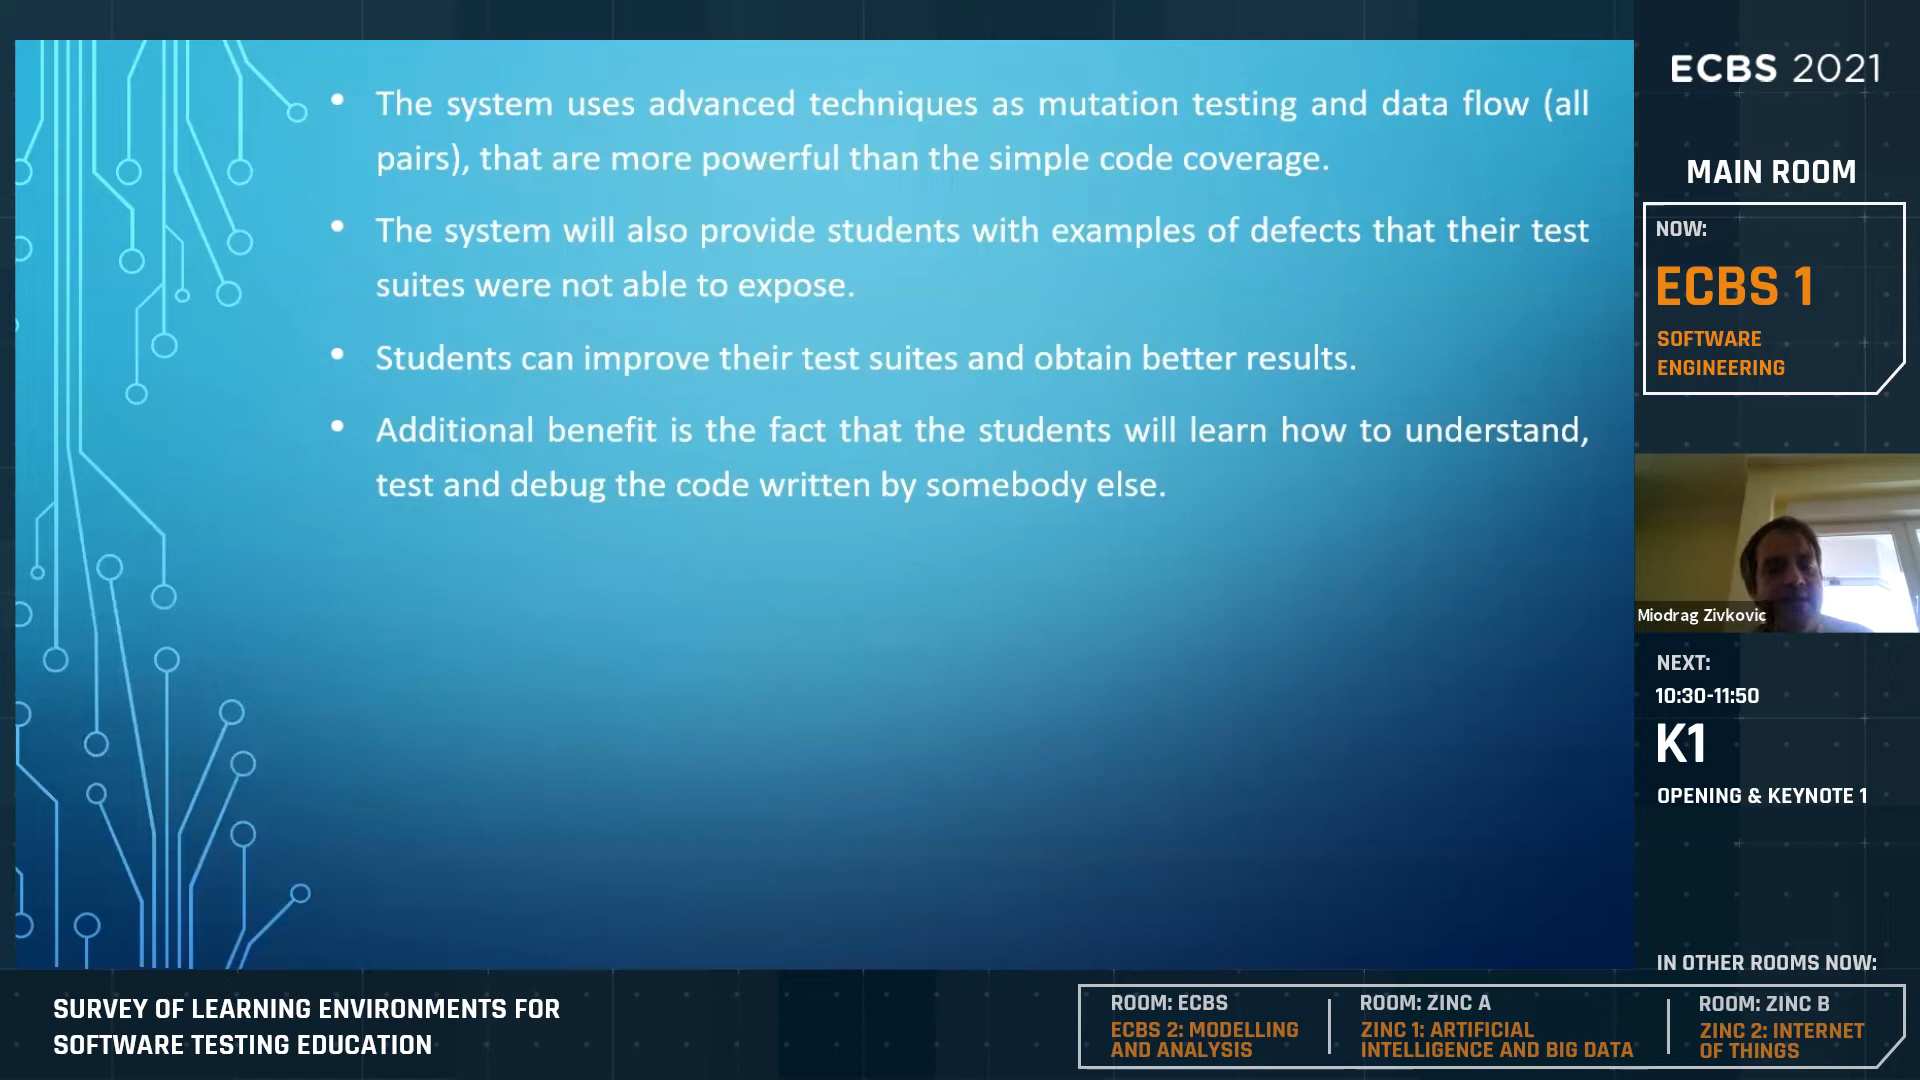 • The system uses advanced techniques as mutation testing and data flow (all
pairs), that are more powerful than the simple code coverage.
• The system will also provide students with examples of defects that their test
suites were not able to expose.
• Students can improve their test suites and obtain better results.
• Additional benefit is the fact that the students will learn how to understand,
test and debug the code written by somebody else.
ECBS 2021
MAIN ROOM
NOW:
ECBS 1
SOFTWARE
ENGINEERING
Miodrag Zivkovic
NEXT:
10:30-11:50
K1
OPENING & KEYNOTE 1
IN OTHER ROOMS NOW:
SURVEY OF LEARNING ENVIRONMENTS FOR
SOFTWARE TESTING EDUCATION
ROOM: ECBS
ECBS 2: MODELLING
AND ANALYSIS
ROOM: ZINC A
ZINC 1: ARTIFICIAL
INTELLIGENCE AND BIG DATA
ROOM: ZINC B
ZINC 2: INTERNET
OF THINGS